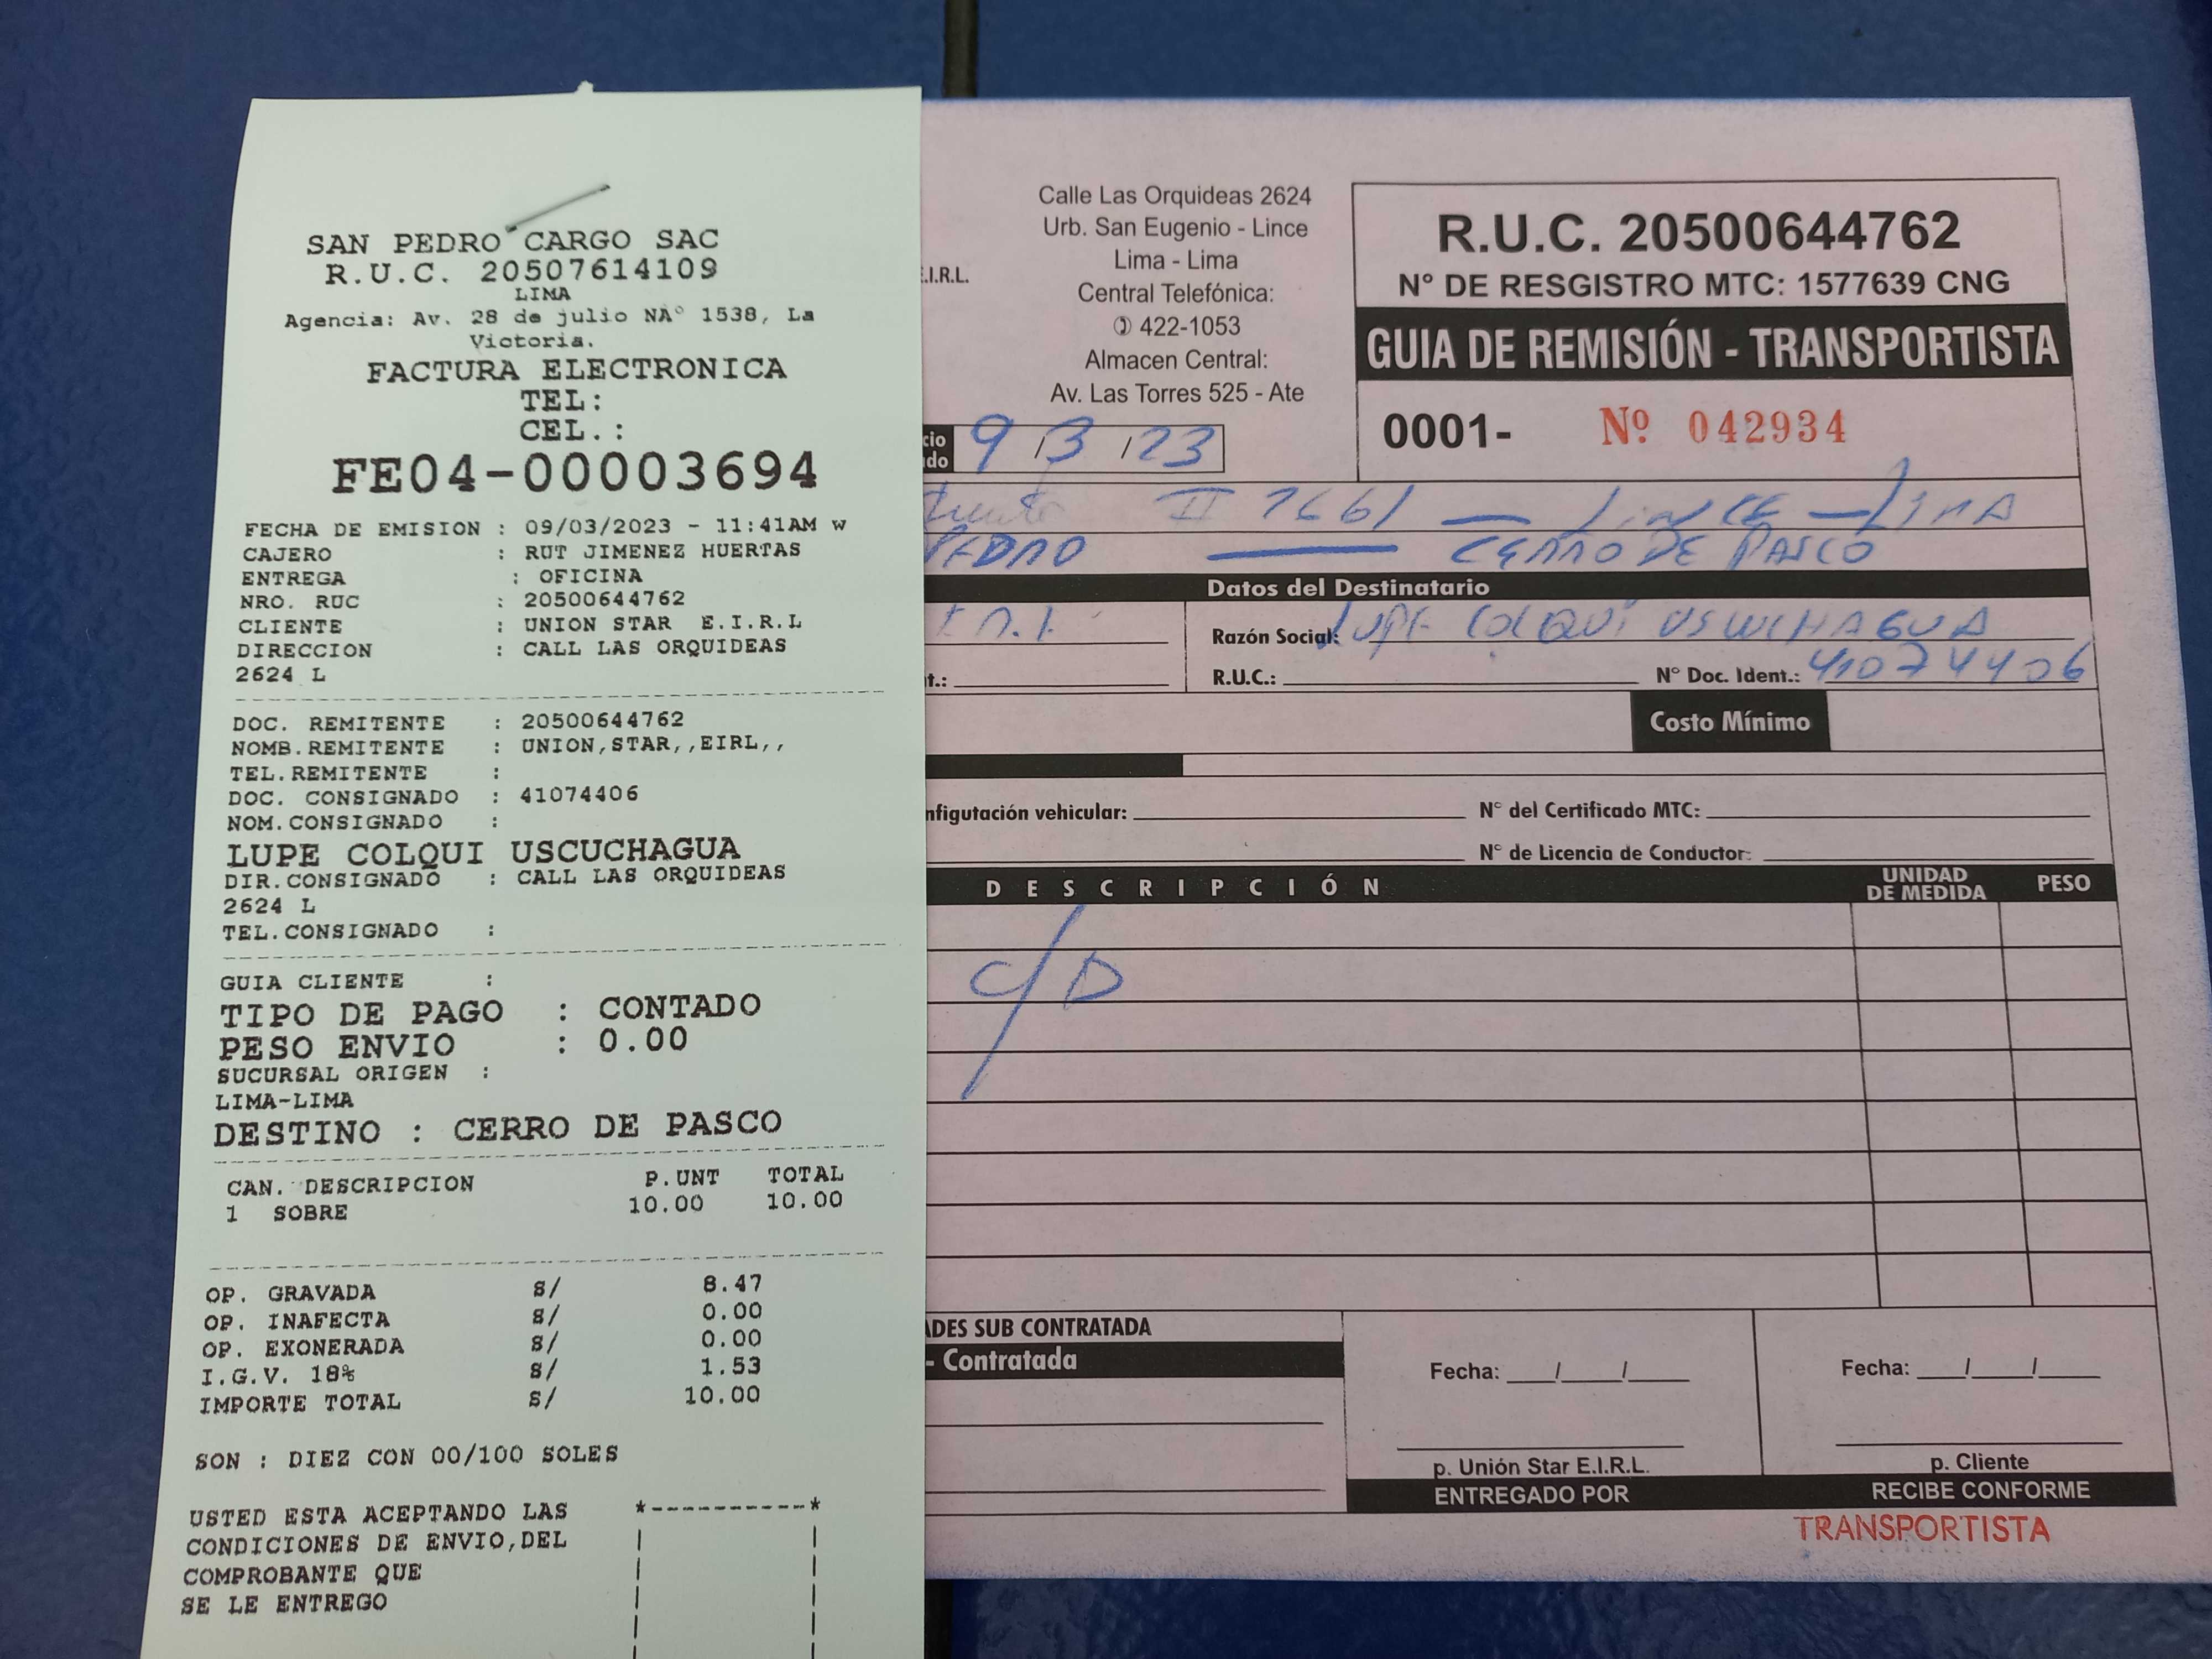 SAN PEDRO CARGO SAC
R.U.C. 20507614109
LIMA
Agencia: Av. 28 de julio NÂ° 1538, La
Victoria.
FACTURA ELECTRONICA
TEL:
CEL.:
FE04-00003694
FECHA DE EMISION : 09/03/2023 - 11:41AM w
CAJERO : RUT JIMENEZ HUERTAS
ENTREGA : OFICINA
NRO. RUC : 20500644762
CLIENTE : UNION STAR E.I.R.L
DIRECCION : CALL LAS ORQUIDEAS
2624 L
DOC. REMITENTE : 20500644762
NOMB.REMITENTE : UNION,STAR,,EIRL,,
TEL.REMITENTE :
DOC. CONSIGNADO : 41074406
NOM.CONSIGNADO :
LUPE COLQUI USCUCHAGUA
DIR.CONSIGNADO : CALL LAS ORQUIDEAS
2624 L
TEL.CONSIGNADO :
GUIA CLIENTE :
TIPO DE PAGO : CONTADO
PESO ENVIO : 0.00
SUCURSAL ORIGEN :
LIMA-LIMA
DESTINO : CERRO DE PASCO
CAN. DESCRIPCION P.UNT TOTAL
1 SOBRE 10.00 10.00
OP. GRAVADA S/ 8.47
OP. INAFECTA S/ 0.00
OP. EXONERADA S/ 0.00
I.G.V. 18% S/ 1.53
IMPORTE TOTAL S/ 10.00
SON : DIEZ CON 00/100 SOLES
USTED ESTA ACEPTANDO LAS
CONDICIONES DE ENVIO,DEL
COMPROBANTE QUE
SE LE ENTREGO
.I.R.L.
Calle Las Orquideas 2624
Urb. San Eugenio - Lince
Lima - Lima
Central Telefónica:
422-1053
Almacen Central:
Av. Las Torres 525 - Ate
R.U.C. 20500644762
N° DE RESGISTRO MTC: 1577639 CNG
GUIA DE REMISIÓN - TRANSPORTISTA
0001- Nº 042934
cio
do
9/3/23
II 1661 — LINCE — LIMA
PEDRO — CERRO DE PASCO
Datos del Destinatario
Razón Social: LUPE COLQUI USWCHAGUA
t.: R.U.C.: N° Doc. Ident.: 41074406
Costo Mínimo
nfigutación vehicular: N° del Certificado MTC:
N° de Licencia de Conductor:
DESCRIPCIÓN UNIDAD DE MEDIDA PESO
C/D
ADES SUB CONTRATADA
- Contratada
Fecha: / / Fecha: / /
p. Unión Star E.I.R.L. p. Cliente
ENTREGADO POR RECIBE CONFORME
TRANSPORTISTA